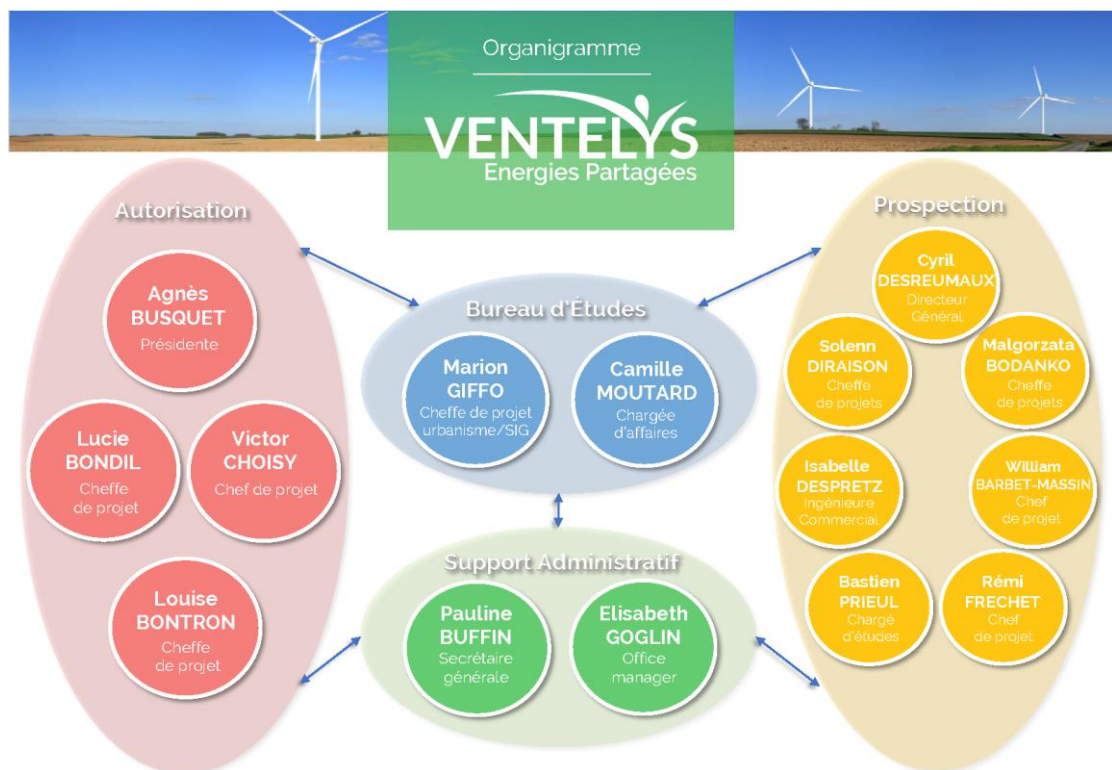 Organigramme
VENTELYS
Energies Partagées
Autorisation
Agnès
BUSQUET
Présidente
Lucie
BONDIL
Cheffe
de projet
Victor
CHOISY
Chef de projet
Louise
BONTRON
Cheffe
de projet
Bureau d'Études
Marion
GIFFO
Cheffe de projet
urbanisme/SIG
Camille
MOUTARD
Chargée
d'affaires
Support Administratif
Pauline
BUFFIN
Secrétaire
générale
Elisabeth
GOGLIN
Office
manager
Prospection
Cyril
DESREUMAUX
Directeur
Général
Solenn
DIRAISON
Cheffe
de projets
Malgorzata
BODANKO
Cheffe
de projets
Isabelle
DESPRETZ
Ingénieure
Commercial
William
BARBET-MASSIN
Chef
de projet
Bastien
PRIEUL
Chargé
d'études
Rémi
FRECHET
Chef
de projet